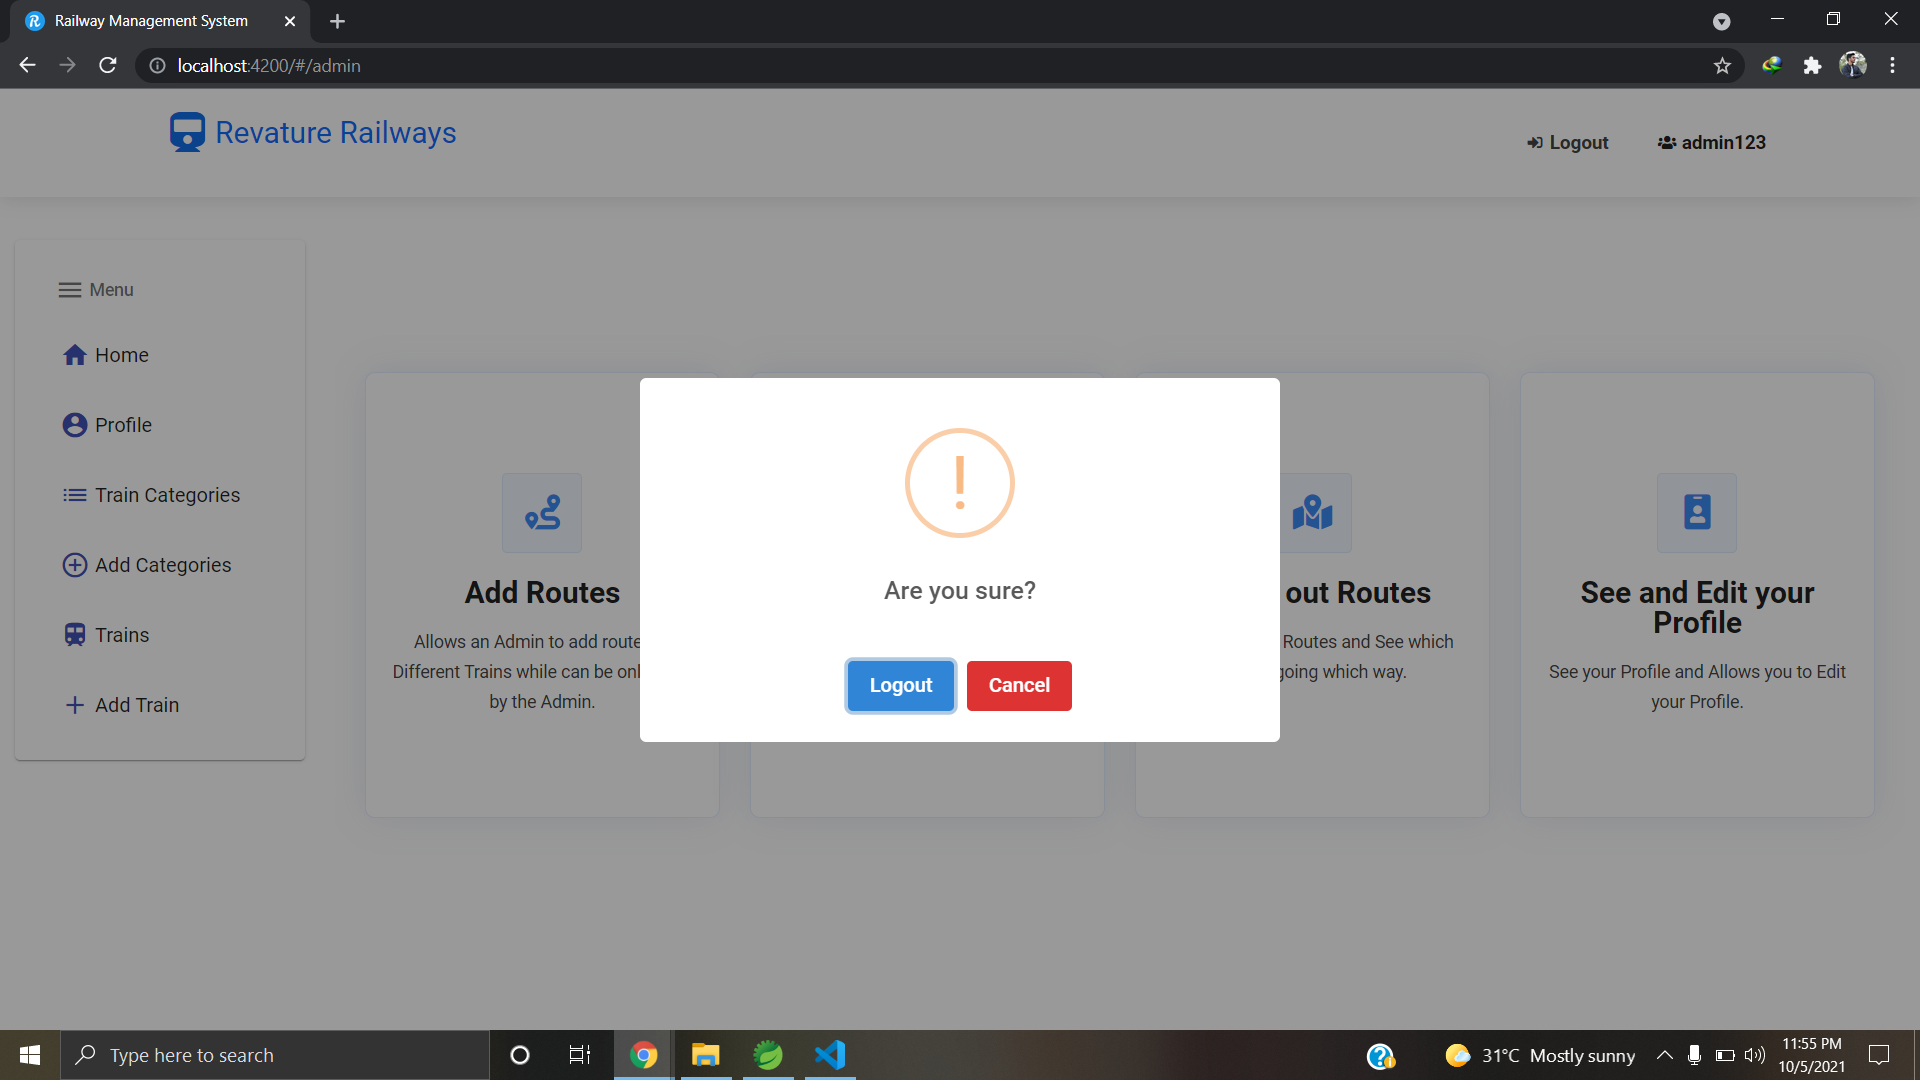 Railway Management System
localhost:4200/#/admin
Revature Railways
Logout
admin123
Menu
Home
Profile
Train Categories
Add Categories
Trains
Add Train
Add Routes
Allows an Admin to add route
Different Trains while can be onl
by the Admin.
Are you sure?
Logout
Cancel
out Routes
Routes and See which
going which way.
See and Edit your
Profile
See your Profile and Allows you to Edit
your Profile.
Type here to search
31°C Mostly sunny
11:55 PM
10/5/2021